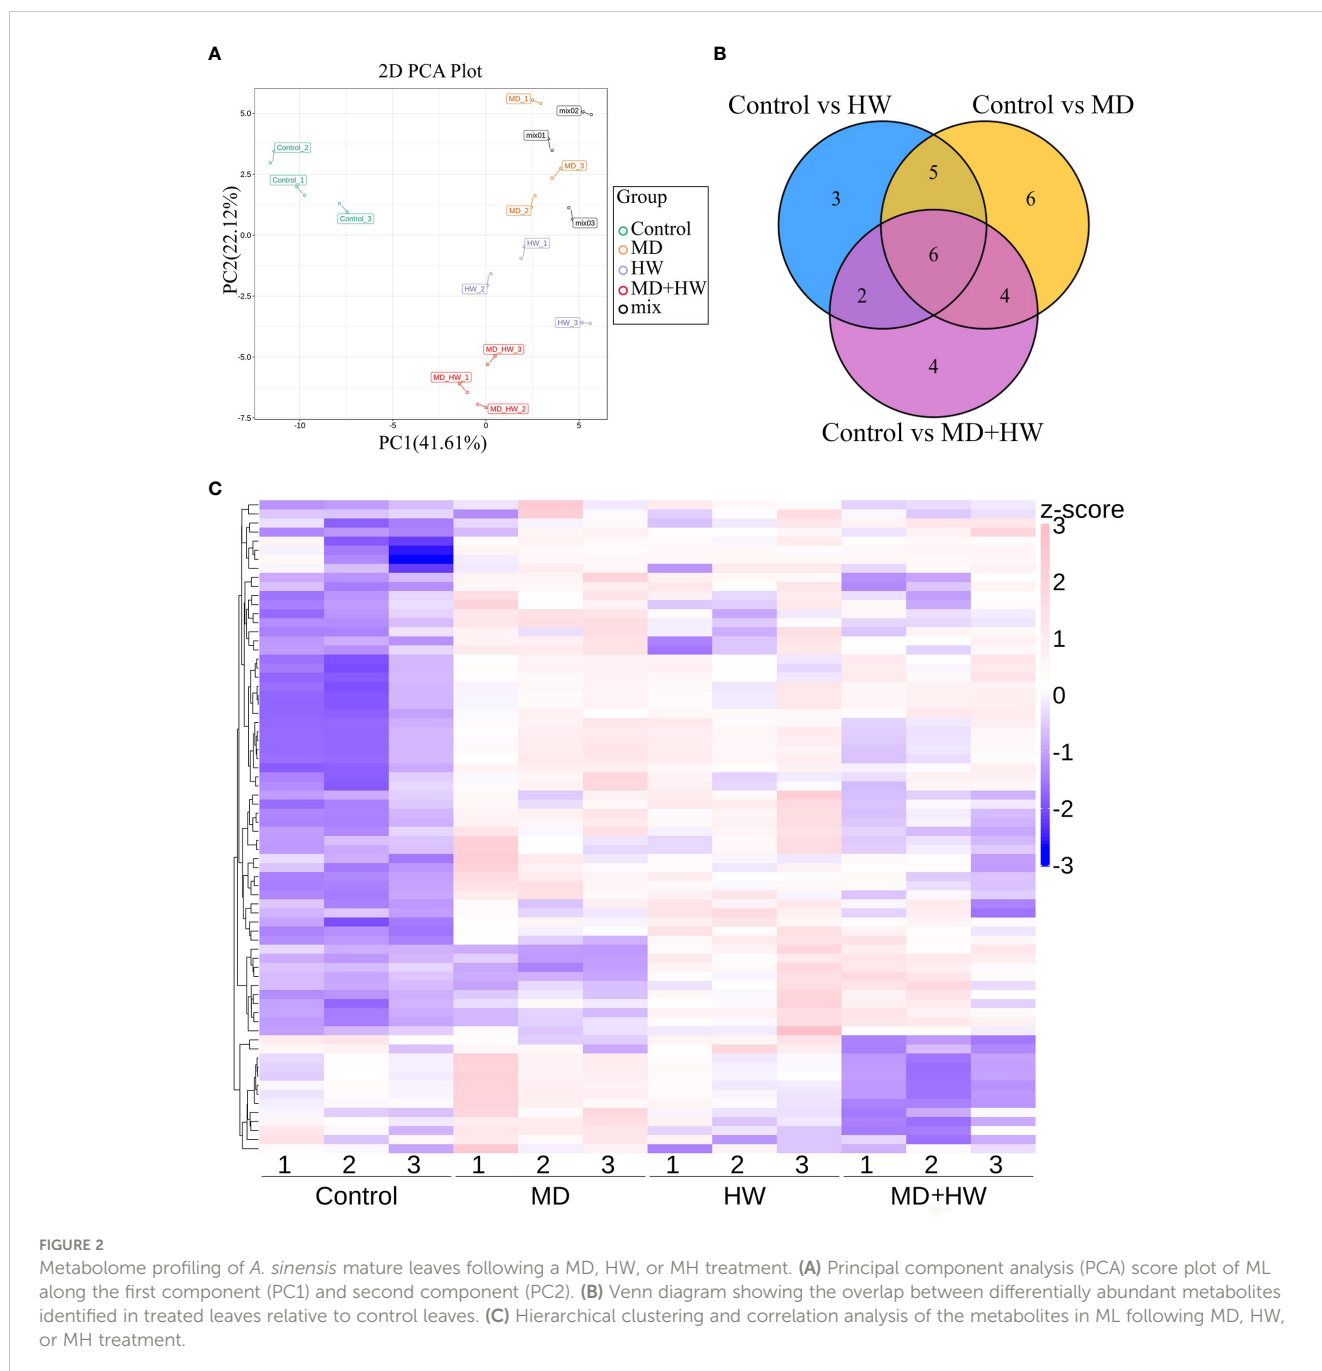 A
2D PCA Plot
PC2(22.12%)
5.0
2.5
0.0
-2.5
-5.0
-7.5
-10
-5
0
5
PC1(41.61%)
MD_1
mix02
mix01
Control_2
MD_3
Control_1
MD_2
Control_3
mix03
HW_1
HW_2
HW_3
MD_HW_3
MD_HW_1
MD_HW_2
Group
Control
MD
HW
MD+HW
mix
B
Control vs HW
Control vs MD
5
3
6
6
2
4
4
Control vs MD+HW
C
z-score
3
2
1
0
-1
-2
-3
1 2 3 1 2 3 1 2 3 1 2 3
Control MD HW MD+HW
FIGURE 2
Metabolome profiling of A. sinensis mature leaves following a MD, HW, or MH treatment. (A) Principal component analysis (PCA) score plot of ML
along the first component (PC1) and second component (PC2). (B) Venn diagram showing the overlap between differentially abundant metabolites
identified in treated leaves relative to control leaves. (C) Hierarchical clustering and correlation analysis of the metabolites in ML following MD, HW,
or MH treatment.